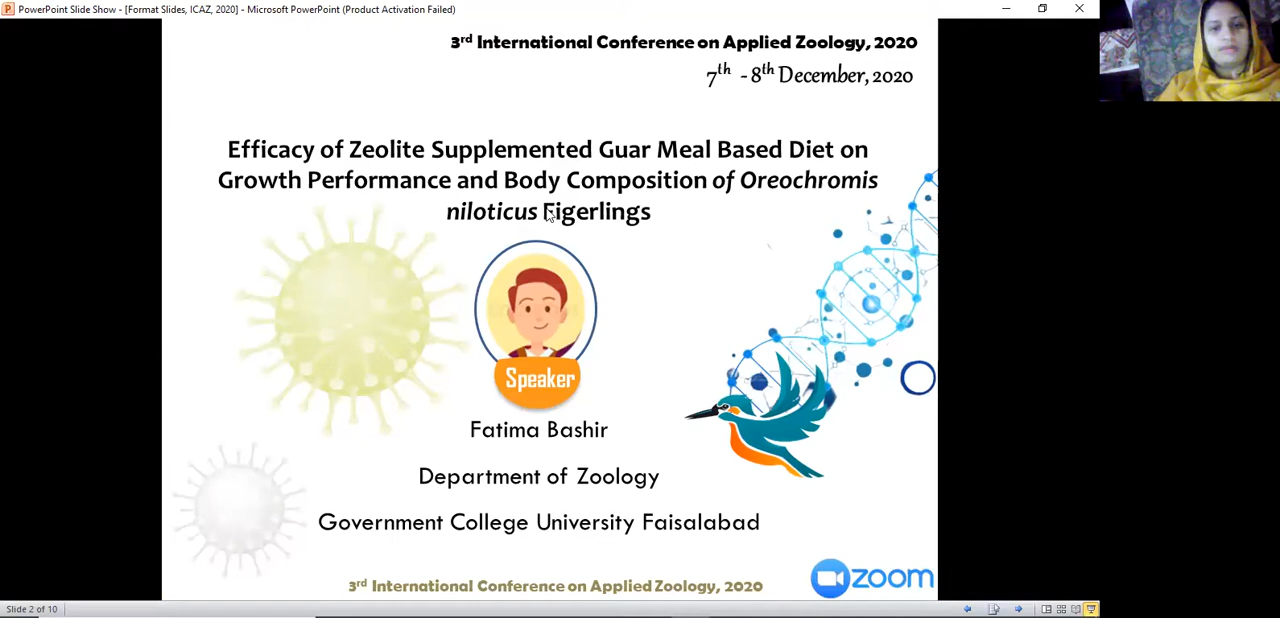 PowerPoint Slide Show - [Format Slides, ICAZ, 2020] - Microsoft PowerPoint (Product Activation Failed)
3rd International Conference on Applied Zoology, 2020
7th - 8th December, 2020
Efficacy of Zeolite Supplemented Guar Meal Based Diet on
Growth Performance and Body Composition of Oreochromis
niloticus Figerlings
Speaker
Fatima Bashir
Department of Zoology
Government College University Faisalabad
3rd International Conference on Applied Zoology, 2020
zoom
Slide 2 of 10